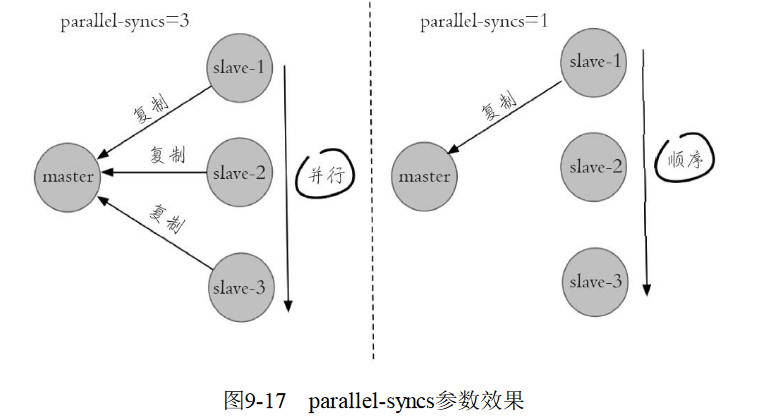 parallel-syncs=3
slave-1
复制
复制
master
slave-2
并行
复制
slave-3
parallel-syncs=1
slave-1
复制
master
slave-2
顺序
slave-3
图9-17 parallel-syncs参数效果